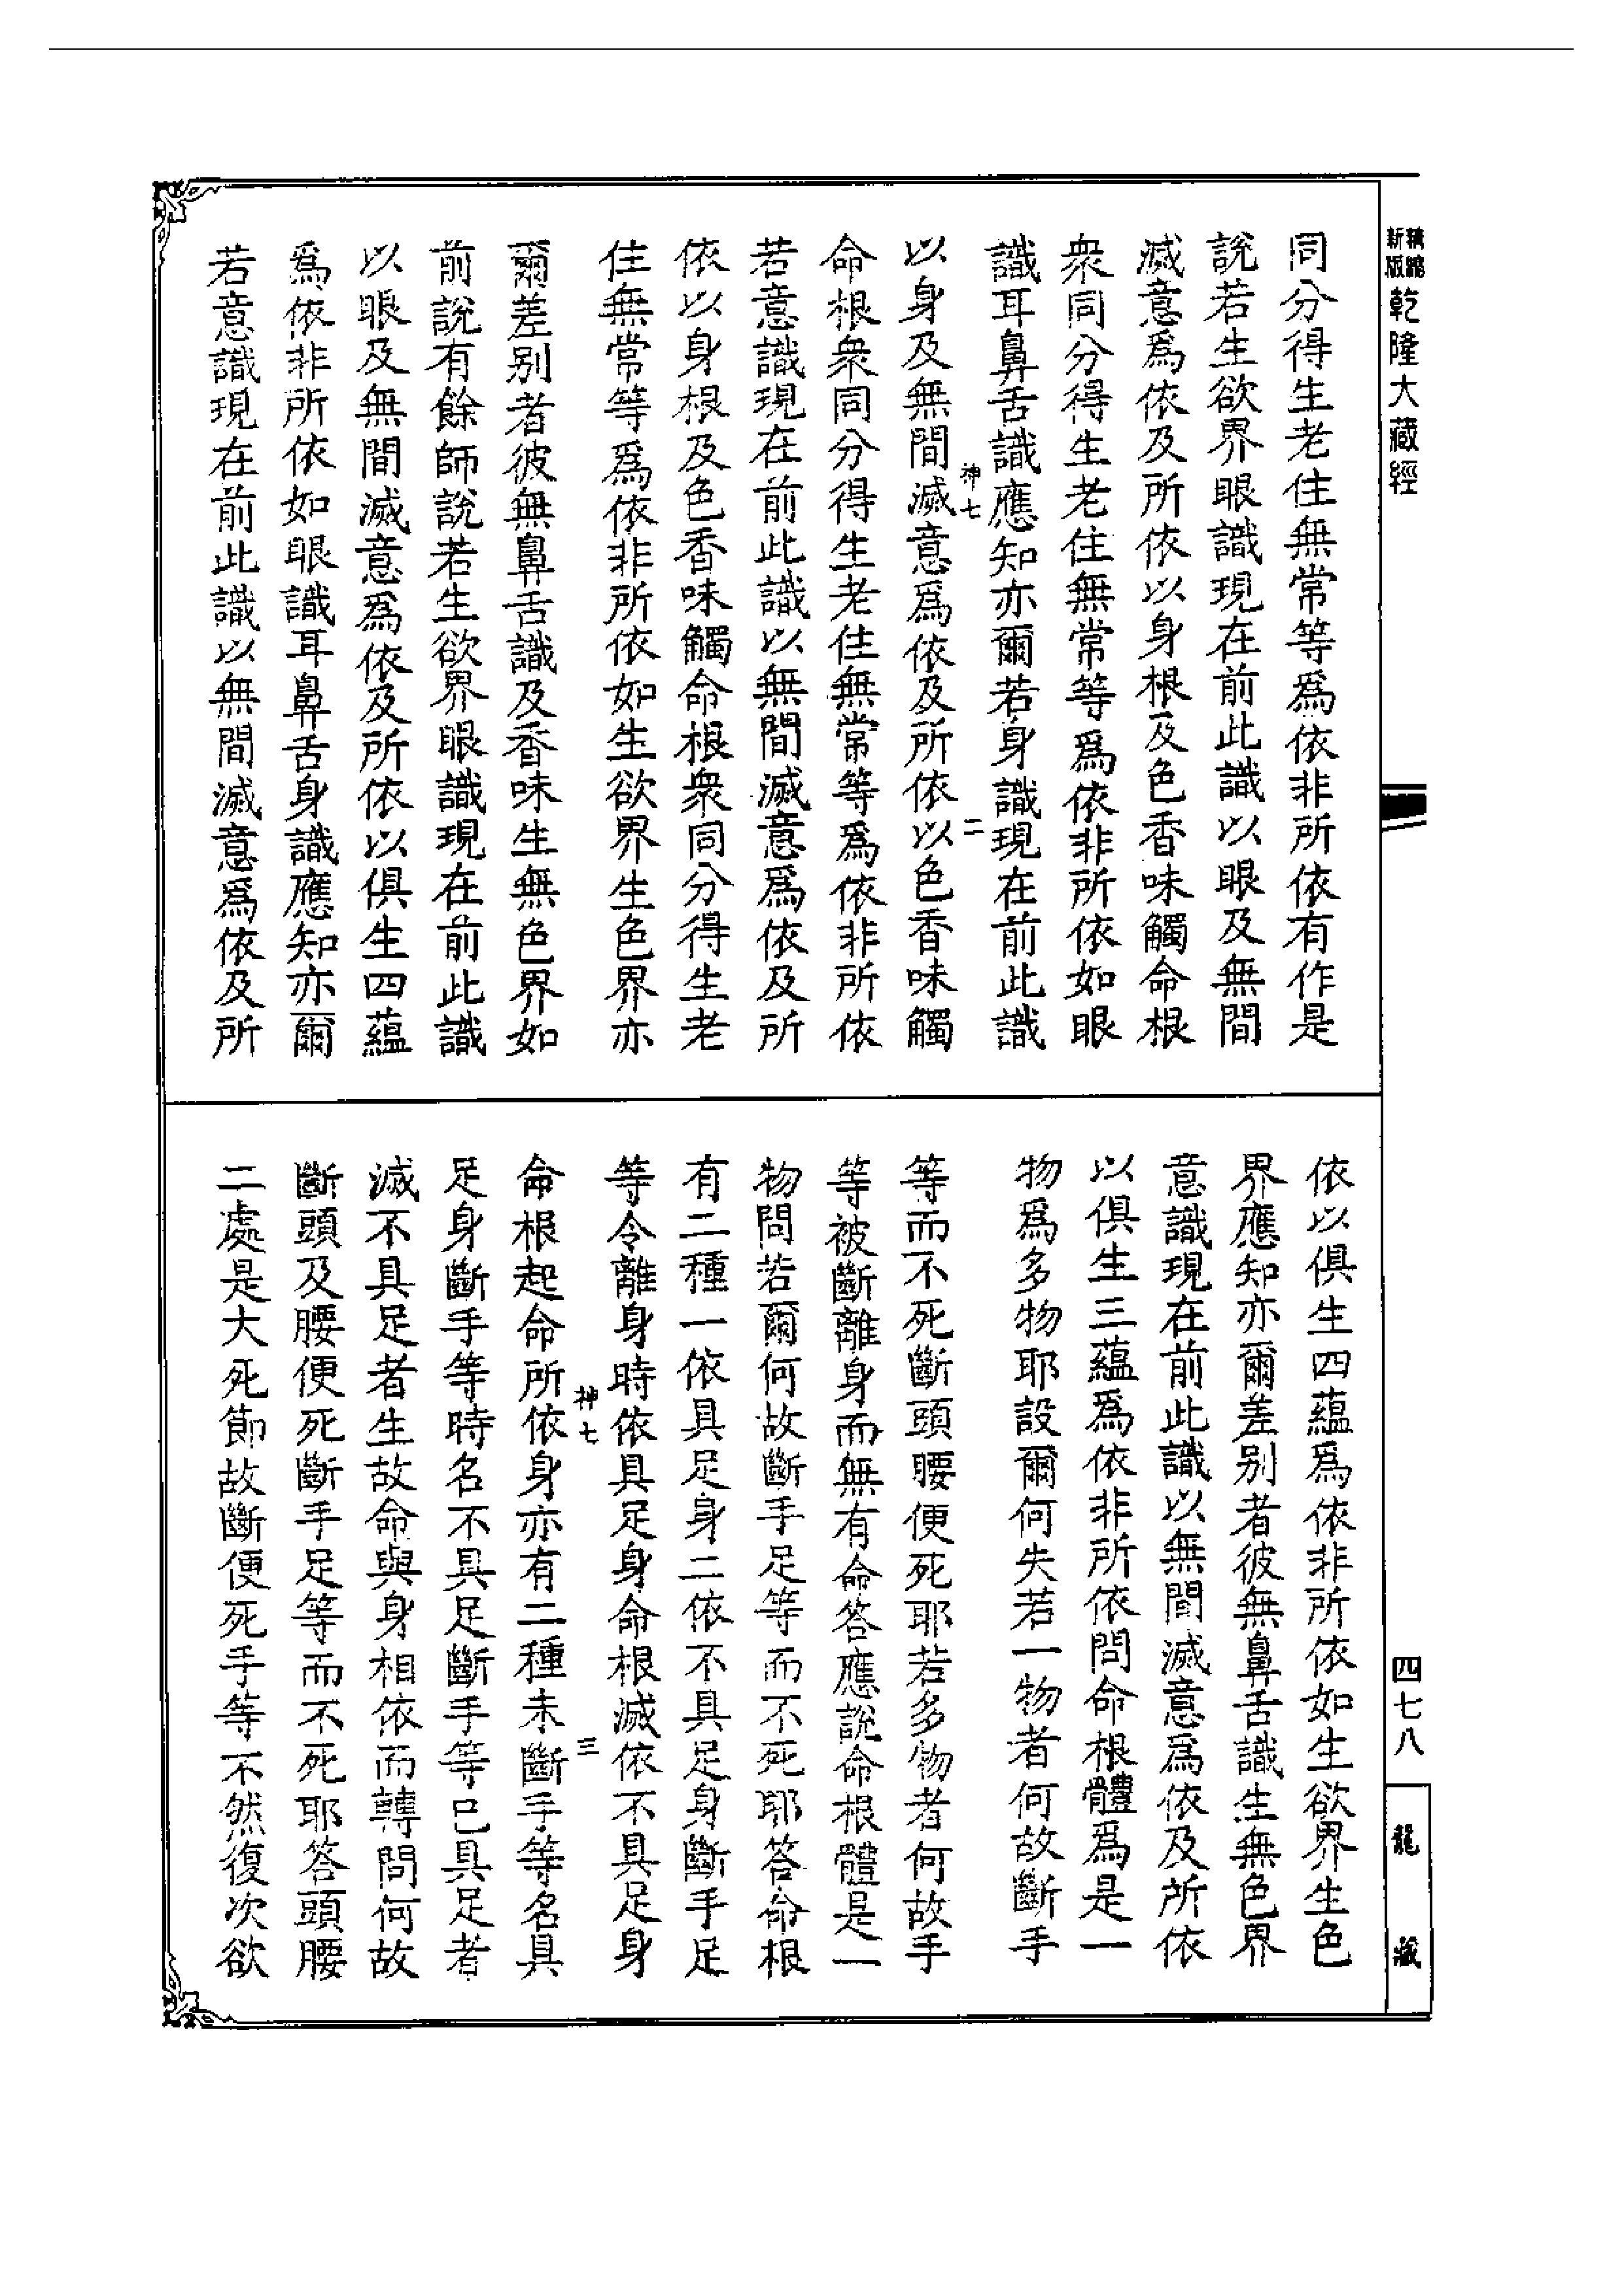 精縮新版乾隆大藏經
四七八
龍藏
同分得生老住無常等爲依非所依有作是
說若生欲界眼識現在前此識以眼及無間
滅意爲依及所依以身根及色香味觸命根
衆同分得生老住無常等爲依非所依如眼
識耳鼻舌識應知亦爾若身識現在前此識
神七 二
以身及無間滅意爲依及所依以色香味觸
命根衆同分得生老住無常等爲依非所依
若意識現在前此識以無間滅意爲依及所
依以身根及色香味觸命根衆同分得生老
住無常等爲依非所依如生欲界生色界亦
爾差别者彼無鼻舌識及香味生無色界如
前說有餘師說若生欲界眼識現在前此識
以眼及無間滅意爲依及所依以俱生四蘊
爲依非所依如眼識耳鼻舌身識應知亦爾
若意識現在前此識以無間滅意爲依及所
依以俱生四蘊爲依非所依如生欲界生色
界應知亦爾差别者彼無鼻舌識生無色界
意識現在前此識以無間滅意爲依及所依
以俱生三蘊爲依非所依問命根體爲是一
物爲多物耶設爾何失若一物者何故斷手
等而不死斷頭腰便死耶若多物者何故手
等被斷離身而無有命答應說命根體是一
物問若爾何故斷手足等而不死耶答命根
有二種一依具足身二依不具足身斷手足
等令離身時依具足身命根滅依不具足身
神七 三
命根起命所依身亦有二種未斷手等名具
足身斷手等時名不具足斷手等已具足者
滅不具足者生故命與身相依而轉問何故
斷頭及腰便死斷手足等而不死耶答頭腰
二處是大死節故斷便死手等不然復次欲